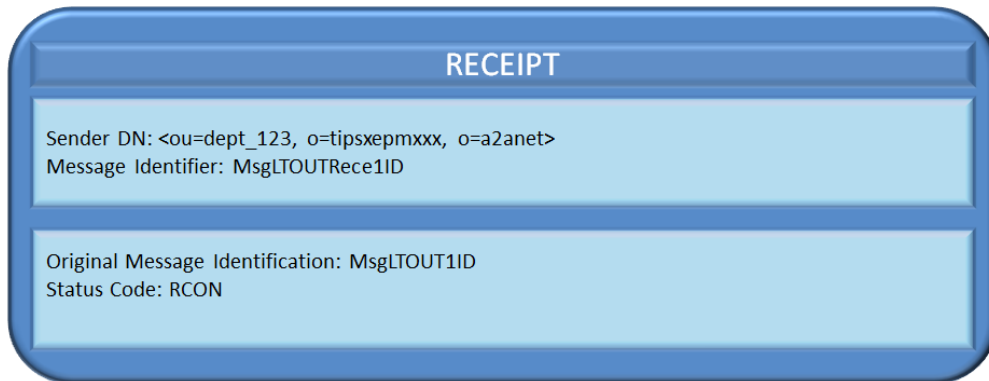 RECEIPT
Sender DN: <ou=dept_123, o=tipsxepmxxx, o=a2anet>
Message Identifier: MsgLTOUTRece1ID
Original Message Identification: MsgLTOUT1ID
Status Code: RCON